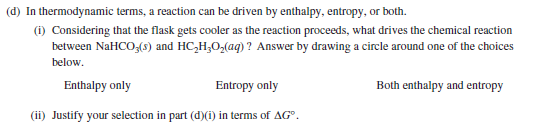 (d) In thermodynamic terms, a reaction can be driven by enthalpy, entropy, or both.
(i) Considering that the flask gets cooler as the reaction proceeds, what drives the chemical reaction
between NaHCO₃(s) and HC₂H₃O₂(aq) ? Answer by drawing a circle around one of the choices
below.
Enthalpy only Entropy only Both enthalpy and entropy
(ii) Justify your selection in part (d)(i) in terms of ΔG°.